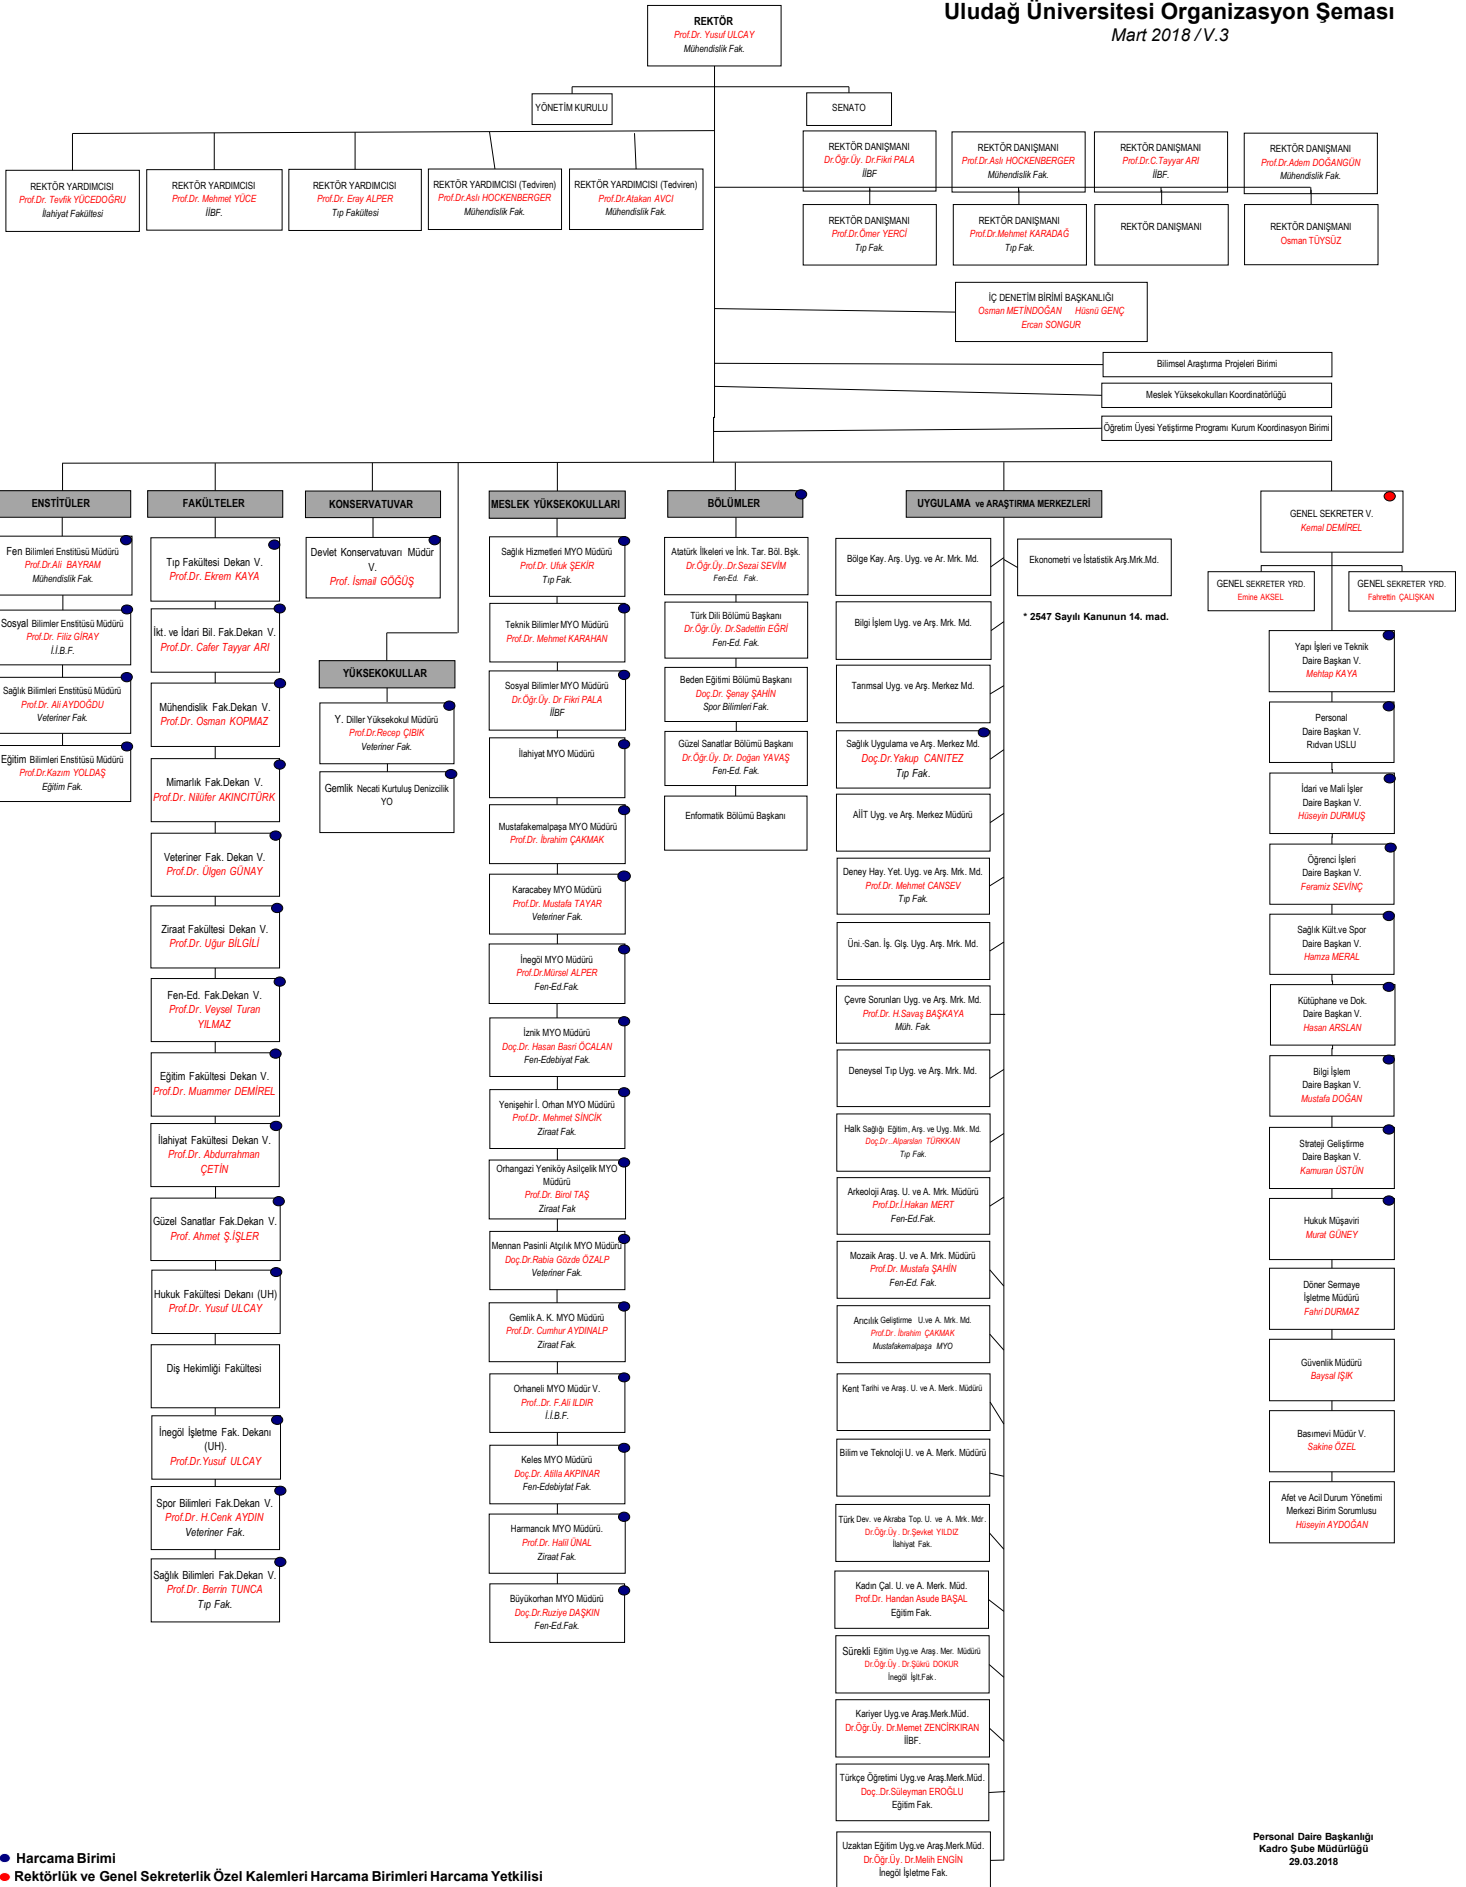 Uludağ Üniversitesi Organizasyon Şeması
Mart 2018 / V.3
REKTÖR
Prof.Dr. Yusuf ULCAY
Mühendislik Fak.
YÖNETİM KURULU
SENATO
REKTÖR YARDIMCISI
Prof.Dr. Tevfik YÜCEDOĞRU
İlahiyat Fakültesi
REKTÖR YARDIMCISI
Prof.Dr. Mehmet YÜCE
İİBF.
REKTÖR YARDIMCISI
Prof.Dr. Eray ALPER
Tıp Fakültesi
REKTÖR YARDIMCISI (Tedviren)
Prof.Dr.Aslı HOCKENBERGER
Mühendislik Fak.
REKTÖR YARDIMCISI (Tedviren)
Prof.Dr.Atakan AVCI
Mühendislik Fak.
REKTÖR DANIŞMANI
Dr.Öğr.Üy. Dr.Fikri PALA
İİBF
REKTÖR DANIŞMANI
Prof.Dr.Aslı HOCKENBERGER
Mühendislik Fak.
REKTÖR DANIŞMANI
Prof.Dr.C.Tayyar ARI
İİBF.
REKTÖR DANIŞMANI
Prof.Dr.Adem DOĞANGÜN
Mühendislik Fak.
REKTÖR DANIŞMANI
Prof.Dr.Ömer YERCİ
Tıp Fak.
REKTÖR DANIŞMANI
Prof.Dr.Mehmet KARADAĞ
Tıp Fak.
REKTÖR DANIŞMANI
REKTÖR DANIŞMANI
Osman TÜYSÜZ
İÇ DENETİM BİRİMİ BAŞKANLIĞI
Osman METİNDOĞAN Hüsnü GENÇ
Ercan SONGUR
Bilimsel Araştırma Projeleri Birimi
Meslek Yüksekokulları Koordinatörlüğü
Öğretim Üyesi Yetiştirme Programı Kurum Koordinasyon Birimi
ENSTİTÜLER
Fen Bilimleri Enstitüsü Müdürü
Prof.Dr.Ali BAYRAM
Mühendislik Fak.
Sosyal Bilimler Enstitüsü Müdürü
Prof.Dr. Filiz GİRAY
İ.İ.B.F.
Sağlık Bilimleri Enstitüsü Müdürü
Prof.Dr. Ali AYDOĞDU
Veteriner Fak.
Eğitim Bilimleri Enstitüsü Müdürü
Prof.Dr.Kazım YOLDAŞ
Eğitim Fak.
FAKÜLTELER
Tıp Fakültesi Dekan V.
Prof.Dr. Ekrem KAYA
İkt. ve İdari Bil. Fak.Dekan V.
Prof.Dr. Cafer Tayyar ARI
Mühendislik Fak.Dekan V.
Prof.Dr. Osman KOPMAZ
Mimarlık Fak.Dekan V.
Prof.Dr. Nilüfer AKINCITÜRK
Veteriner Fak. Dekan V.
Prof.Dr. Ülgen GÜNAY
Ziraat Fakültesi Dekan V.
Prof.Dr. Uğur BİLGİLİ
Fen-Ed. Fak.Dekan V.
Prof.Dr. Veysel Turan
YILMAZ
Eğitim Fakültesi Dekan V.
Prof.Dr. Muammer DEMİREL
İlahiyat Fakültesi Dekan V.
Prof.Dr. Abdurrahman
ÇETİN
Güzel Sanatlar Fak.Dekan V.
Prof. Ahmet Ş.İŞLER
Hukuk Fakültesi Dekanı (UH)
Prof.Dr. Yusuf ULCAY
Diş Hekimliği Fakültesi
İnegöl İşletme Fak. Dekanı
(UH).
Prof.Dr.Yusuf ULCAY
Spor Bilimleri Fak.Dekan V.
Prof.Dr. H.Cenk AYDIN
Veteriner Fak.
Sağlık Bilimleri Fak.Dekan V.
Prof.Dr. Berrin TUNCA
Tıp Fak.
KONSERVATUVAR
Devlet Konservatuvarı Müdür
V.
Prof. İsmail GÖĞÜŞ
YÜKSEKOKULLAR
Y. Diller Yüksekokul Müdürü
Prof.Dr.Recep ÇIBIK
Veteriner Fak.
Gemlik Necati Kurtuluş Denizcilik
YO
MESLEK YÜKSEKOKULLARI
Sağlık Hizmetleri MYO Müdürü
Prof.Dr. Ufuk ŞEKİR
Tıp Fak.
Teknik Bilimler MYO Müdürü
Prof.Dr. Mehmet KARAHAN
Sosyal Bilimler MYO Müdürü
Dr.Öğr.Üy. Dr Fikri PALA
İİBF
İlahiyat MYO Müdürü
Mustafakemalpaşa MYO Müdürü
Prof.Dr. İbrahim ÇAKMAK
Karacabey MYO Müdürü
Prof.Dr. Mustafa TAYAR
Veteriner Fak.
İnegöl MYO Müdürü
Prof.Dr.Mürsel ALPER
Fen-Ed.Fak.
İznik MYO Müdürü
Doç.Dr. Hasan Basri ÖCALAN
Fen-Edebiyat Fak.
Yenişehir İ. Orhan MYO Müdürü
Prof.Dr. Mehmet SİNCİK
Ziraat Fak.
Orhangazi Yeniköy Asilçelik MYO
Müdürü
Prof.Dr. Birol TAŞ
Ziraat Fak
Mennan Pasinli Atçılık MYO Müdürü
Doç.Dr.Rabia Gözde ÖZALP
Veteriner Fak.
Gemlik A. K. MYO Müdürü
Prof.Dr. Cumhur AYDINALP
Ziraat Fak.
Orhaneli MYO Müdür V.
Prof..Dr. F.Ali ILDIR
İ.İ.B.F.
Keles MYO Müdürü
Doç.Dr. Atilla AKPINAR
Fen-Edebiytat Fak.
Harmancık MYO Müdürü.
Prof.Dr. Halil ÜNAL
Ziraat Fak.
Büyükorhan MYO Müdürü
Doç.Dr.Ruziye DAŞKIN
Fen-Ed.Fak.
BÖLÜMLER
Atatürk İlkeleri ve İnk. Tar. Böl. Bşk.
Dr.Öğr.Üy..Dr.Sezai SEVİM
Fen-Ed. Fak.
Türk Dili Bölümü Başkanı
Dr.Öğr.Üy. Dr.Sadettin EĞRİ
Fen-Ed. Fak.
Beden Eğitimi Bölümü Başkanı
Doç.Dr. Şenay ŞAHİN
Spor Bilimleri Fak.
Güzel Sanatlar Bölümü Başkanı
Dr.Öğr.Üy. Dr. Doğan YAVAŞ
Fen-Ed. Fak.
Enformatik Bölümü Başkanı
UYGULAMA ve ARAŞTIRMA MERKEZLERİ
Bölge Kay. Arş. Uyg. ve Ar. Mrk. Md.
Ekonometri ve İstatistik Arş.Mrk.Md.
* 2547 Sayılı Kanunun 14. mad.
Bilgi İşlem Uyg. ve Arş. Mrk. Md.
Tarımsal Uyg. ve Arş. Merkez Md.
Sağlık Uygulama ve Arş. Merkez Md.
Doç.Dr.Yakup CANITEZ
Tıp Fak.
AİİT Uyg. ve Arş. Merkez Müdürü
Deney Hay. Yet. Uyg. ve Arş. Mrk. Md.
Prof.Dr. Mehmet CANSEV
Tıp Fak.
Üni.-San. İş. Glş. Uyg. Arş. Mrk. Md.
Çevre Sorunları Uyg. ve Arş. Mrk. Md.
Prof.Dr. H.Savaş BAŞKAYA
Müh. Fak.
Deneysel Tıp Uyg. ve Arş. Mrk. Md.
Halk Sağlığı Eğitim, Arş. ve Uyg. Mrk. Md.
Doç.Dr..Alparslan TÜRKKAN
Tıp Fak.
Arkeoloji Araş. U. ve A. Mrk. Müdürü
Prof.Dr.İ.Hakan MERT
Fen-Ed.Fak.
Mozaik Araş. U. ve A. Mrk. Müdürü
Prof.Dr. Mustafa ŞAHİN
Fen-Ed. Fak.
Arıcılık Geliştirme U.ve A. Mrk. Md.
Prof.Dr. İbrahim ÇAKMAK
Mustafakemalpaşa MYO
Kent Tarihi ve Araş. U. ve A. Merk. Müdürü
Bilim ve Teknoloji U. ve A. Merk. Müdürü
Türk Dev. ve Akraba Top. U. ve A. Mrk. Mdr.
Dr.Öğr.Üy. Dr.Şevket YILDIZ
İlahiyat Fak.
Kadın Çal. U. ve A. Merk. Müd.
Prof.Dr. Handan Asude BAŞAL
Eğitim Fak.
Sürekli Eğitim Uyg.ve Araş. Mer. Müdürü
Dr.Öğr.Üy. Dr.Şükrü DOKUR
İnegöl İşlt.Fak.
Kariyer Uyg.ve Araş.Merk.Müd.
Dr.Öğr.Üy. Dr.Memet ZENCİRKIRAN
İİBF.
Türkçe Öğretimi Uyg.ve Araş.Merk.Müd.
Doç..Dr.Süleyman EROĞLU
Eğitim Fak.
Uzaktan Eğitim Uyg.ve Araş.Merk.Müd.
Dr.Öğr.Üy. Dr.Melih ENGİN
İnegöl İşletme Fak.
GENEL SEKRETER V.
Kemal DEMİREL
GENEL SEKRETER YRD.
Emine AKSEL
GENEL SEKRETER YRD.
Fahrettin ÇALIŞKAN
Yapı İşleri ve Teknik
Daire Başkan V.
Mehtap KAYA
Personal
Daire Başkan V.
Rıdvan USLU
İdari ve Mali İşler
Daire Başkan V.
Hüseyin DURMUŞ
Öğrenci İşleri
Daire Başkan V.
Feramiz SEVİNÇ
Sağlık Kült.ve Spor
Daire Başkan V.
Hamza MERAL
Kütüphane ve Dok.
Daire Başkan V.
Hasan ARSLAN
Bilgi İşlem
Daire Başkan V.
Mustafa DOĞAN
Strateji Geliştirme
Daire Başkan V.
Kamuran ÜSTÜN
Hukuk Müşaviri
Murat GÜNEY
Döner Sermaye
İşletme Müdürü
Fahri DURMAZ
Güvenlik Müdürü
Baysal IŞIK
Basımevi Müdür V.
Sakine ÖZEL
Afet ve Acil Durum Yönetimi
Merkezi Birim Sorumlusu
Hüseyin AYDOĞAN
Harcama Birimi
Rektörlük ve Genel Sekreterlik Özel Kalemleri Harcama Birimleri Harcama Yetkilisi
Personal Daire Başkanlığı
Kadro Şube Müdürlüğü
29.03.2018